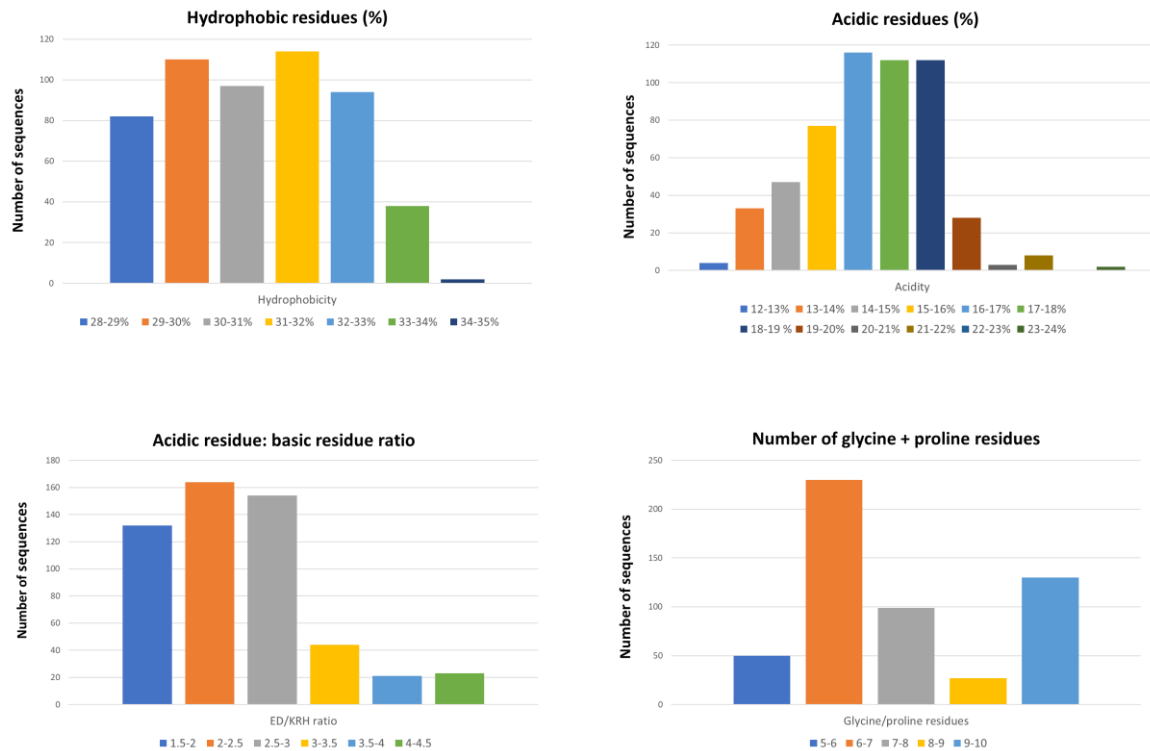 Hydrophobic residues (%)
Number of sequences
120
100
80
60
40
20
0
Hydrophobicity
28-29% 29-30% 30-31% 31-32% 32-33% 33-34% 34-35%
Acidic residues (%)
Number of sequences
120
100
80
60
40
20
0
Acidity
12-13% 13-14% 14-15% 15-16% 16-17% 17-18%
18-19 % 19-20% 20-21% 21-22% 22-23% 23-24%
Acidic residue: basic residue ratio
Number of sequences
180
160
140
120
100
80
60
40
20
0
ED/KRH ratio
1.5-2 2-2.5 2.5-3 3-3.5 3.5-4 4-4.5
Number of glycine + proline residues
Number of sequences
250
200
150
100
50
0
Glycine/proline residues
5-6 6-7 7-8 8-9 9-10